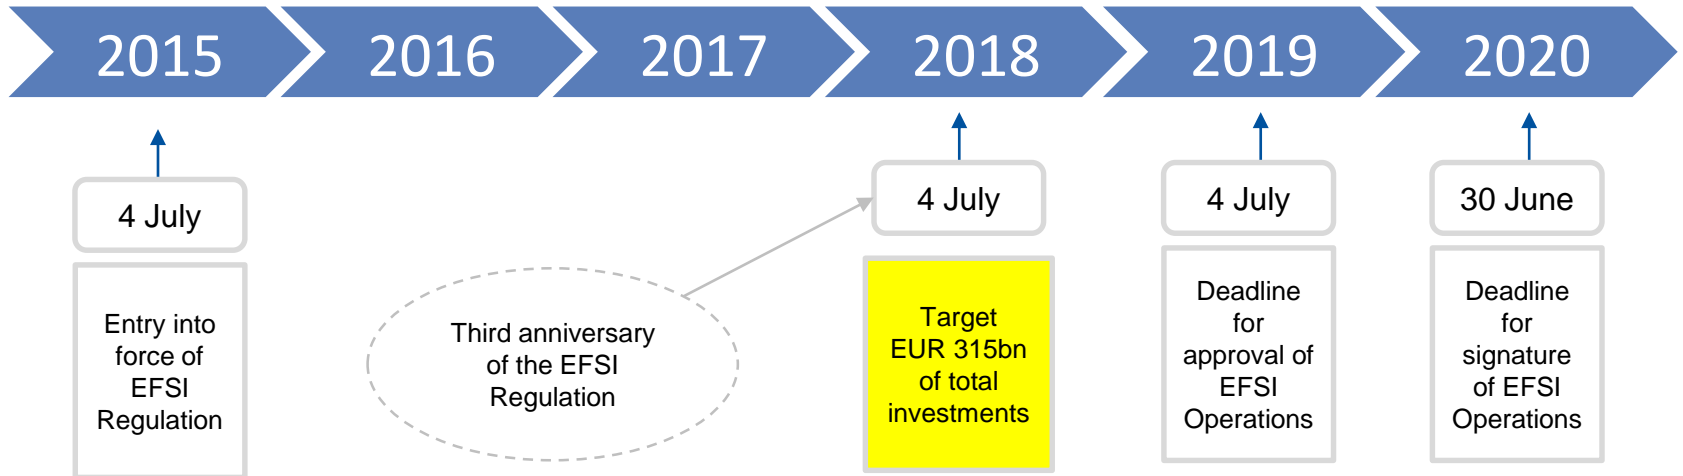 2015 2016 2017 2018 2019 2020
4 July
Entry into
force of
EFSI
Regulation
Third anniversary
of the EFSI
Regulation
4 July
Target
EUR 315bn
of total
investments
4 July
Deadline
for
approval of
EFSI
Operations
30 June
Deadline
for
signature
of EFSI
Operations